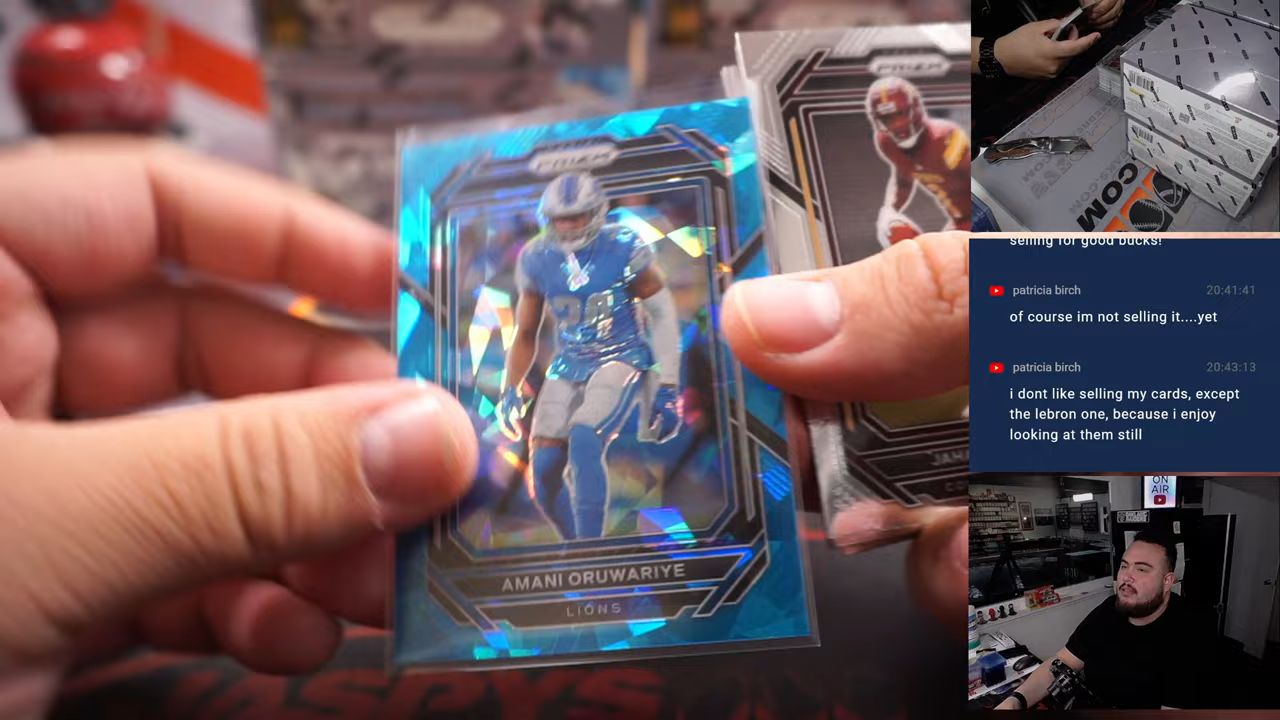 PRIZM
AMANI ORUWARIYE
LIONS
PRIZM
JAHA
COM
selling for good bucks!
patricia birch 20:41:41
of course im not selling it....yet
patricia birch 20:43:13
i dont like selling my cards, except
the lebron one, because i enjoy
looking at them still
ON
AIR
JASPYS